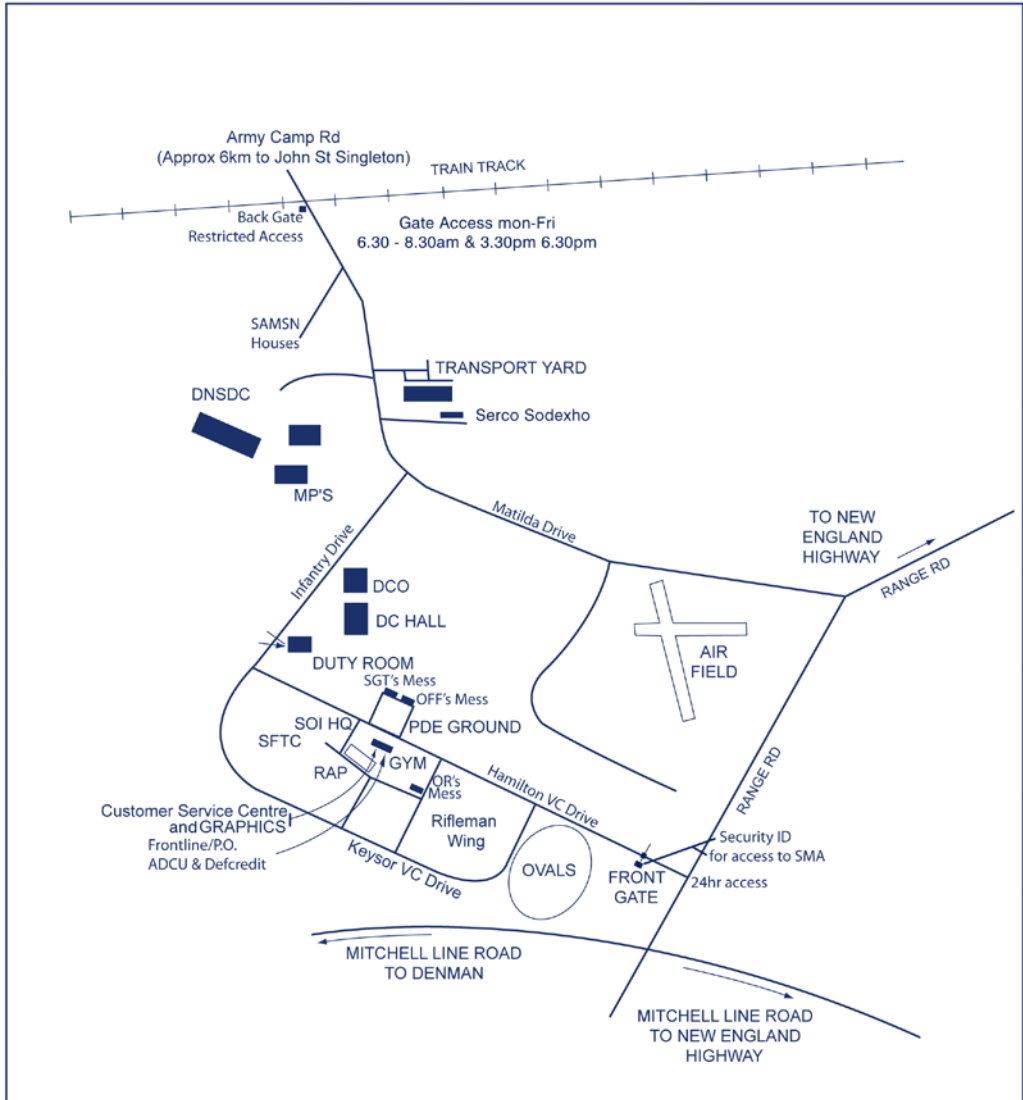 Army Camp Rd
(Approx 6km to John St Singleton)
TRAIN TRACK
Back Gate
Restricted Access
Gate Access mon-Fri
6.30 - 8.30am & 3.30pm 6.30pm
SAMSN
Houses
TRANSPORT YARD
DNSDC
Serco Sodexho
MP'S
Matilda Drive
TO NEW
ENGLAND
HIGHWAY
RANGE RD
Infantry Drive
DCO
DC HALL
AIR
FIELD
DUTY ROOM
SGT's Mess
OFF's Mess
SOI HQ
PDE GROUND
SFTC
GYM
RAP
OR's
Mess
Hamilton VC Drive
RANGE RD
Customer Service Centre
and GRAPHICS
Frontline/P.O.
ADCU & Defcredit
Rifleman
Wing
Keysor VC Drive
OVALS
FRONT
GATE
Security ID
for access to SMA
24hr access
MITCHELL LINE ROAD
TO DENMAN
MITCHELL LINE ROAD
TO NEW ENGLAND
HIGHWAY